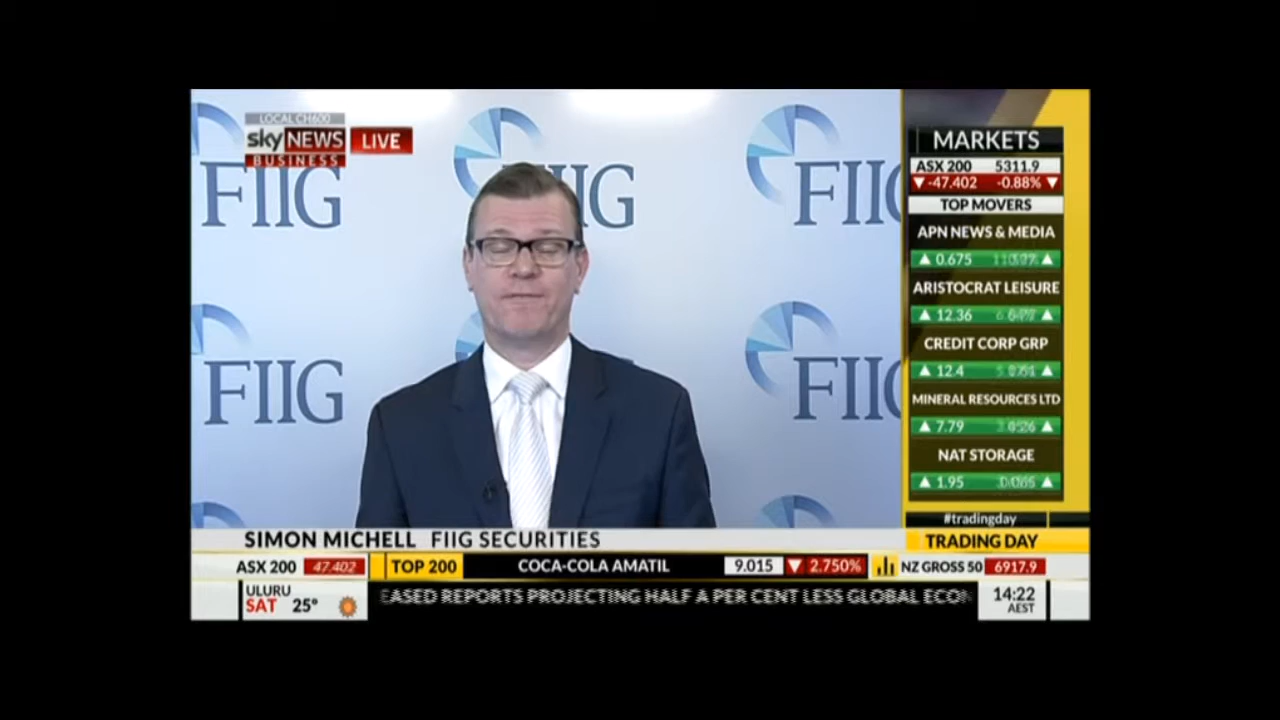 LOCAL CH600
sky NEWS
BUSINESS
LIVE
FIIG
FIIG
FIIG
FIIG
MARKETS
ASX 200 5311.9
▼ -47.402 -0.88% ▼
TOP MOVERS
APN NEWS & MEDIA
▲ 0.675 ▲
ARISTOCRAT LEISURE
▲ 12.36 ▲
CREDIT CORP GRP
▲ 12.4 ▲
MINERAL RESOURCES LTD
▲ 7.79 ▲
NAT STORAGE
▲ 1.95 ▲
#tradingday
SIMON MICHELL FIIG SECURITIES
TRADING DAY
ASX 200 47.402 TOP 200 COCA-COLA AMATIL 9.015 ▼ 2.750% NZ GROSS 50 6917.9
ULURU
SAT 25°
EASED REPORTS PROJECTING HALF A PER CENT LESS GLOBAL ECON
14:22
AEST